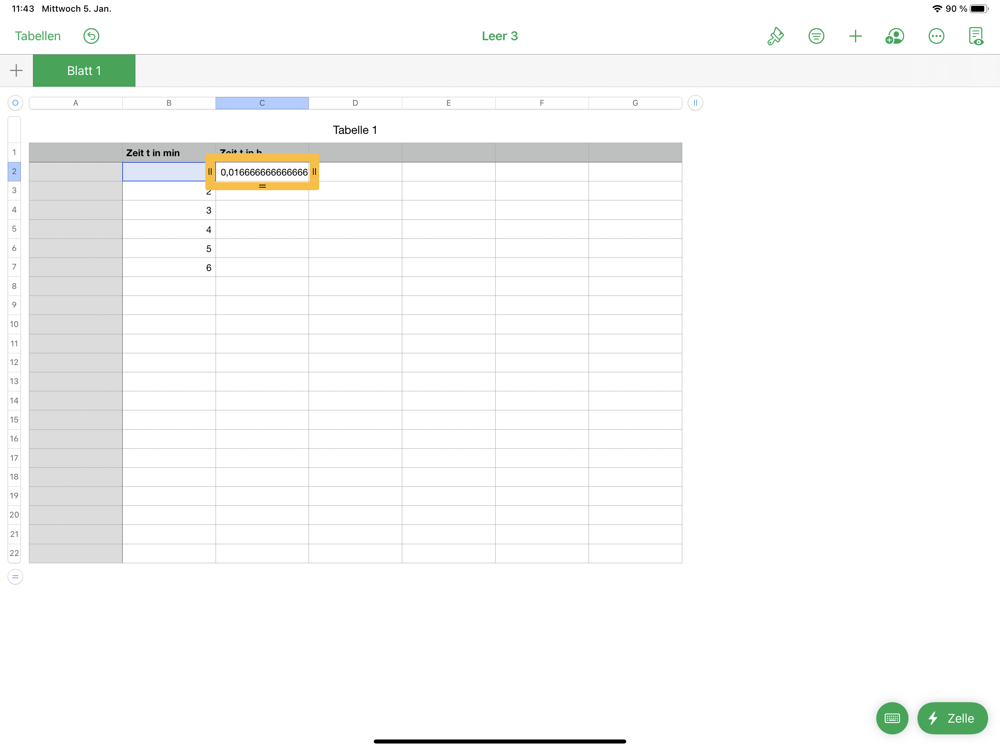 11:43 Mittwoch 5. Jan.
90 %
Tabellen
Leer 3
Blatt 1
A B C D E F G
Tabelle 1
1 Zeit t in min Zeit t in h
2 0,016666666666666
3 2
4 3
5 4
6 5
7 6
8
9
10
11
12
13
14
15
16
17
18
19
20
21
22
Zelle